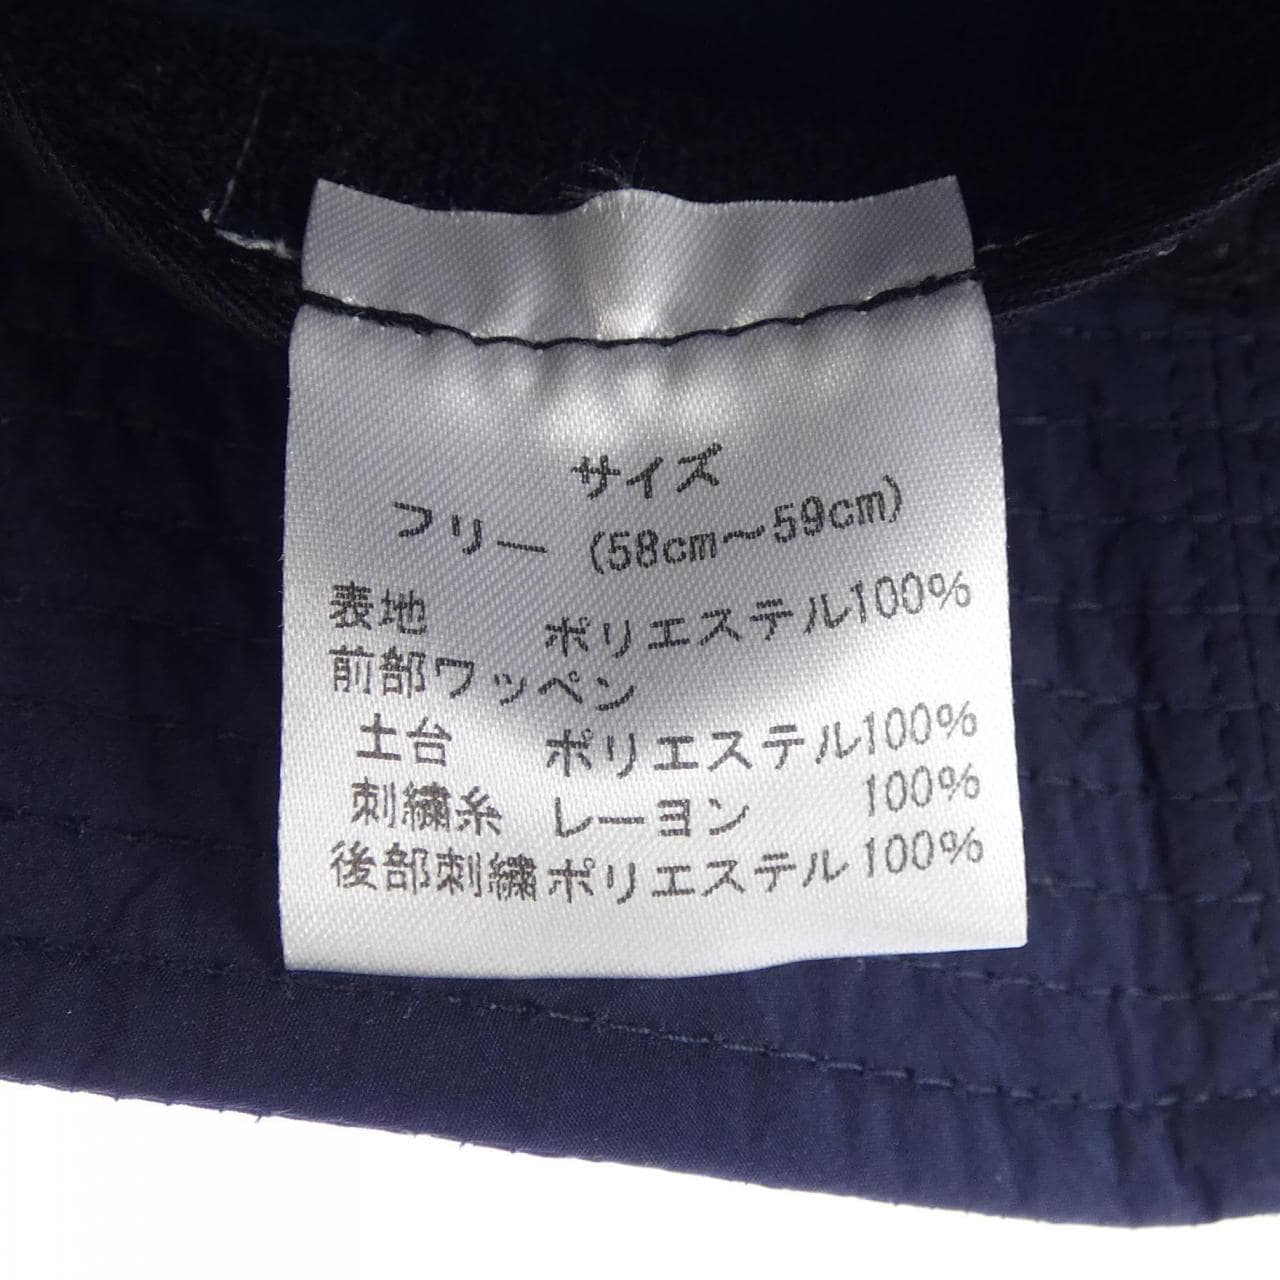 サイズ
フリー (58cm～59cm)
表地 ポリエステル100%
前部ワッペン
土台 ポリエステル100%
刺繍糸 レーヨン 100%
後部刺繍ポリエステル100%